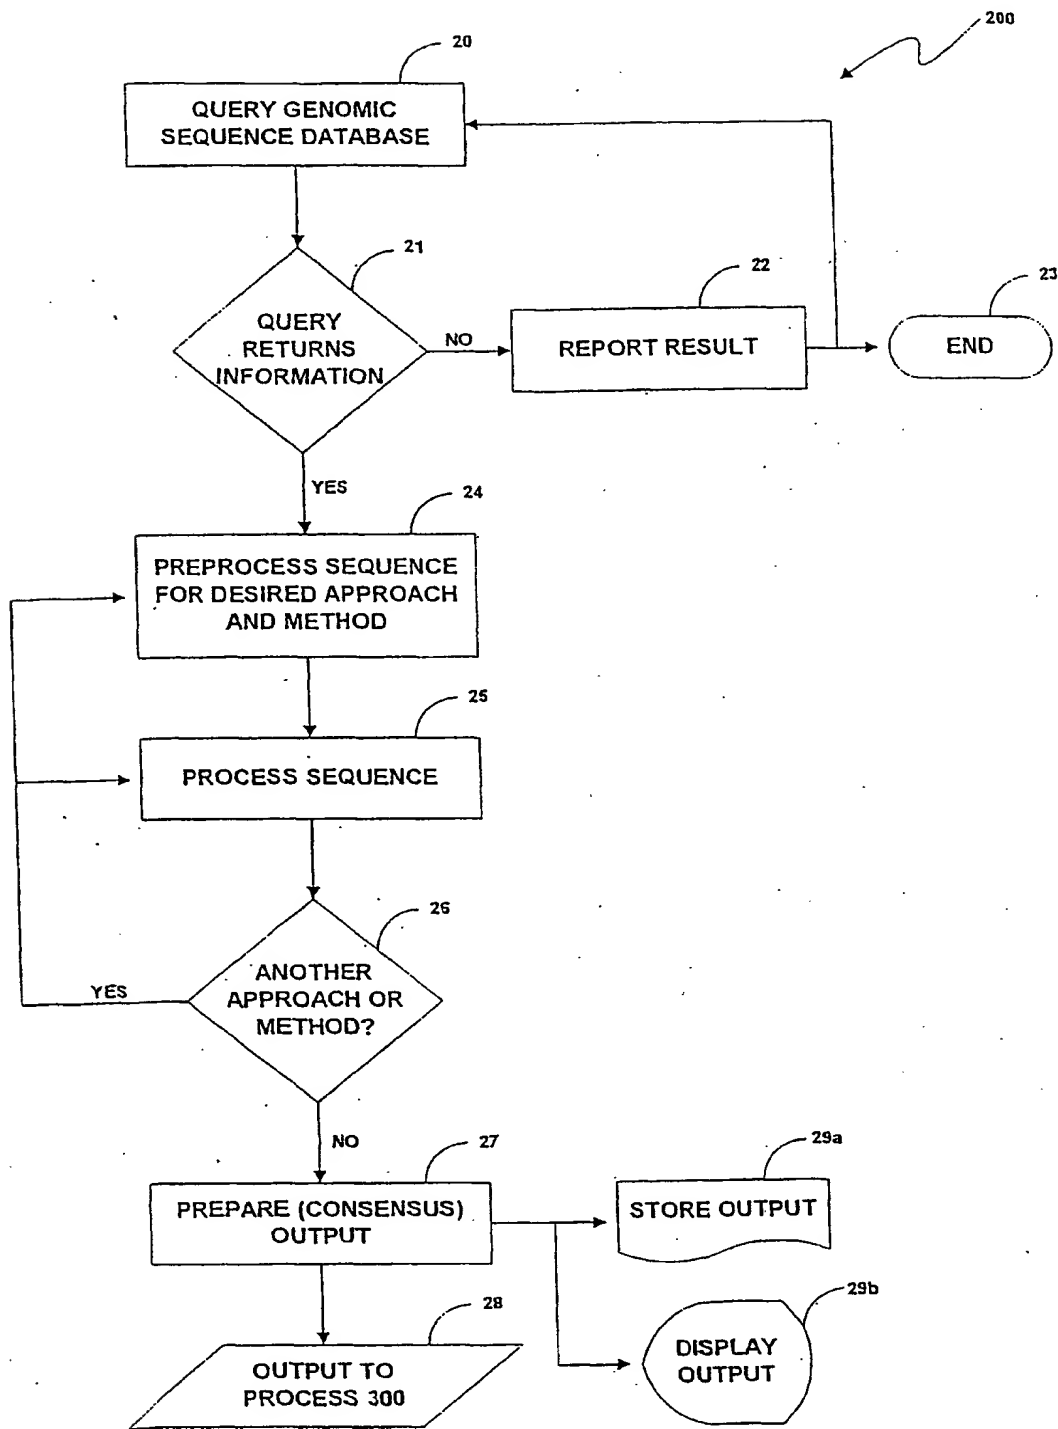 200
20
QUERY GENOMIC
SEQUENCE DATABASE
21
QUERY
RETURNS
INFORMATION
NO
22
REPORT RESULT
23
END
YES
24
PREPROCESS SEQUENCE
FOR DESIRED APPROACH
AND METHOD
25
PROCESS SEQUENCE
26
ANOTHER
APPROACH OR
METHOD?
YES
NO
27
PREPARE (CONSENSUS)
OUTPUT
29a
STORE OUTPUT
28
OUTPUT TO
PROCESS 300
29b
DISPLAY
OUTPUT